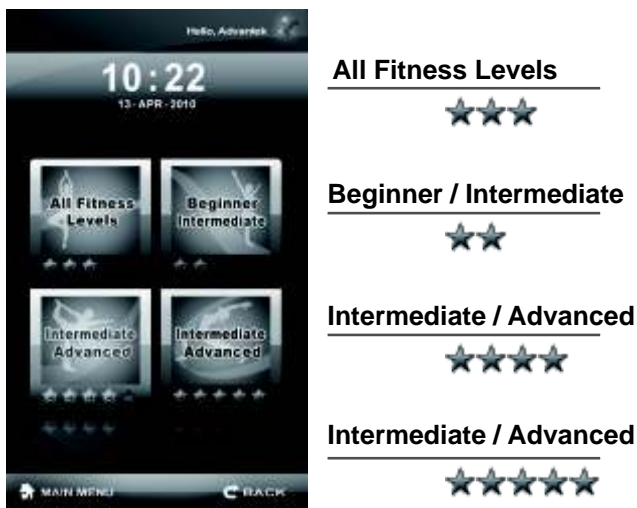 Hello, Advantek
10:22
13-APR-2010
All Fitness
Levels
Beginner
Intermediate
Intermediate
Advanced
Intermediate
Advanced
MAIN MENU
BACK
All Fitness Levels
Beginner / Intermediate
Intermediate / Advanced
Intermediate / Advanced